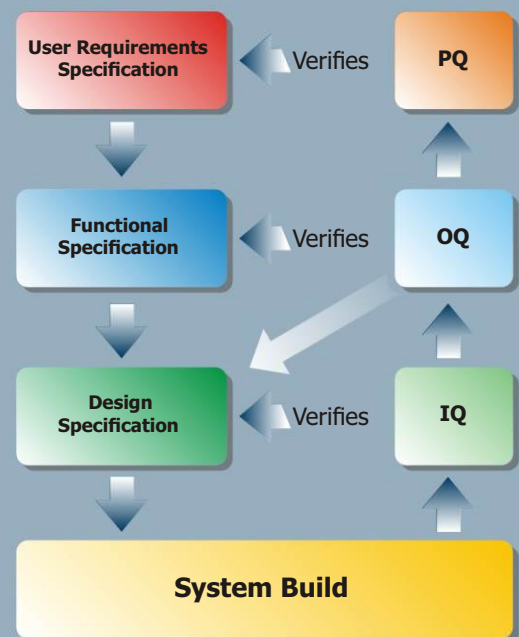 User Requirements
Specification
Verifies
PQ
Functional
Specification
Verifies
OQ
Design
Specification
Verifies
IQ
System Build